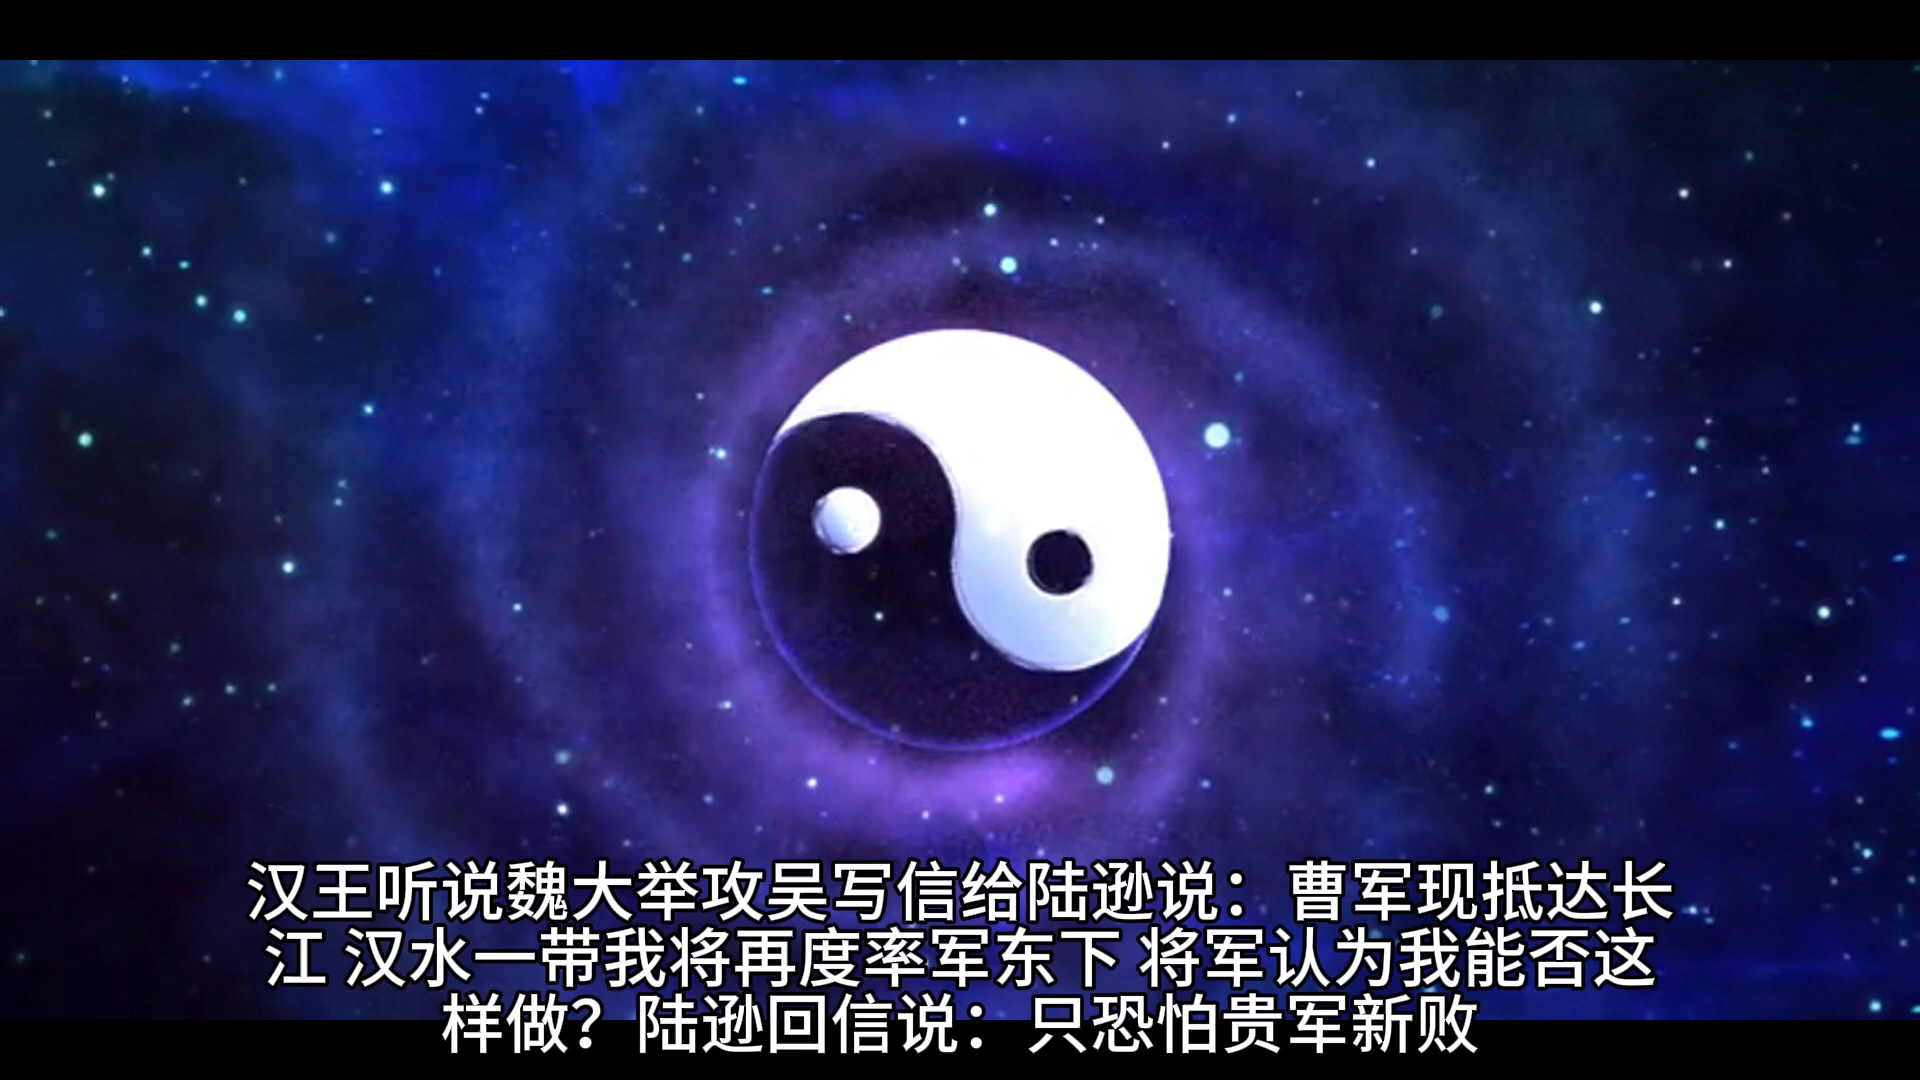 汉王听说魏大举攻吴写信给陆逊说：曹军现抵达长
江 汉水一带我将再度率军东下 将军认为我能否这
样做？陆逊回信说：只恐怕贵军新败